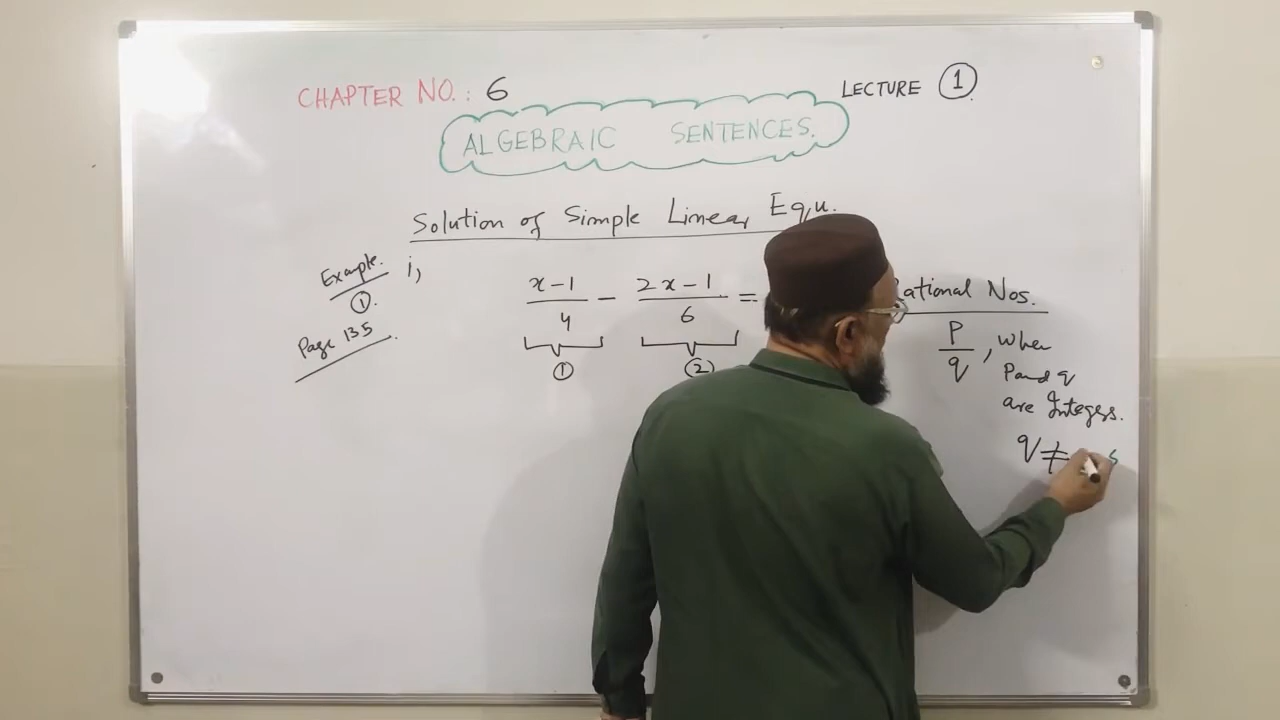 CHAPTER NO.: 6
LECTURE ①
ALGEBRAIC SENTENCES.
Solution of Simple Linear Equ.
Example. i,
①.
Page 135.
x-1 / 4 - 2x-1 / 6 =
① ②
ational Nos.
P / q, when
P and q
are Integers.
q ≠